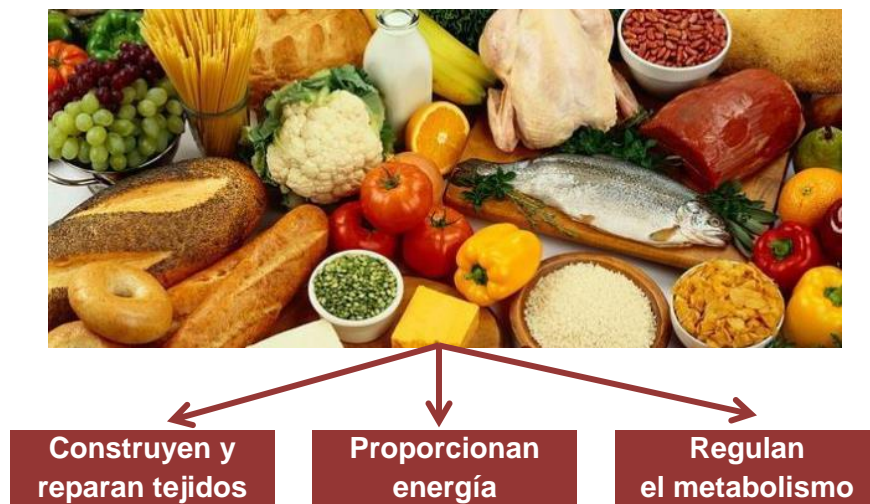 Construyen y
reparan tejidos
Proporcionan
energía
Regulan
el metabolismo